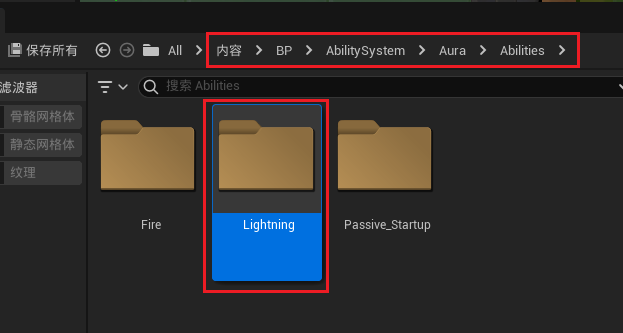 保存所有 All 内容 BP AbilitySystem Aura Abilities
滤波器 搜索 Abilities
骨骼网格体
静态网格体
纹理
Fire Lightning Passive_Startup